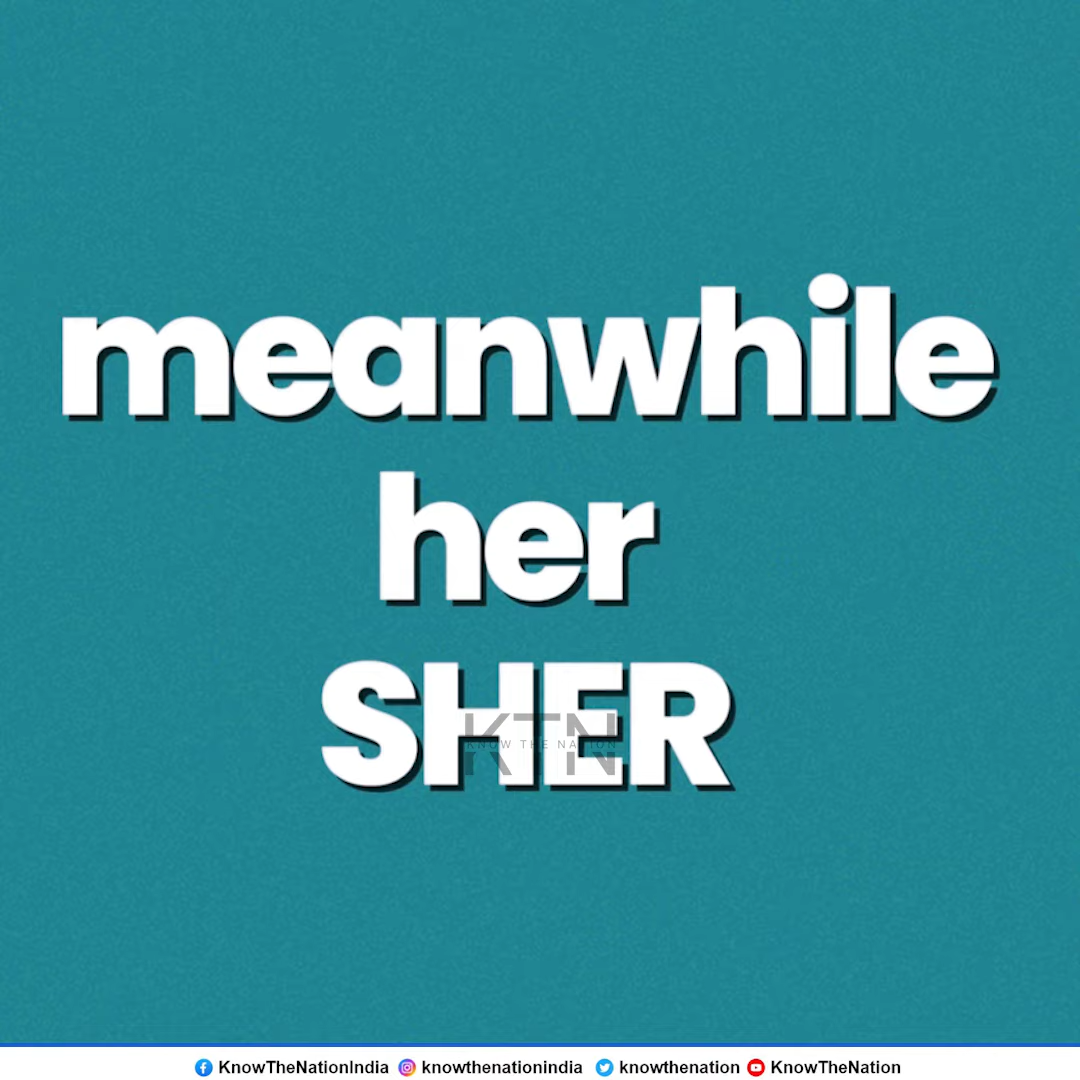 meanwhile
her
SHER
KTN
KNOW THE NATION
KnowTheNationIndia knowthenationindia knowthenation KnowTheNation